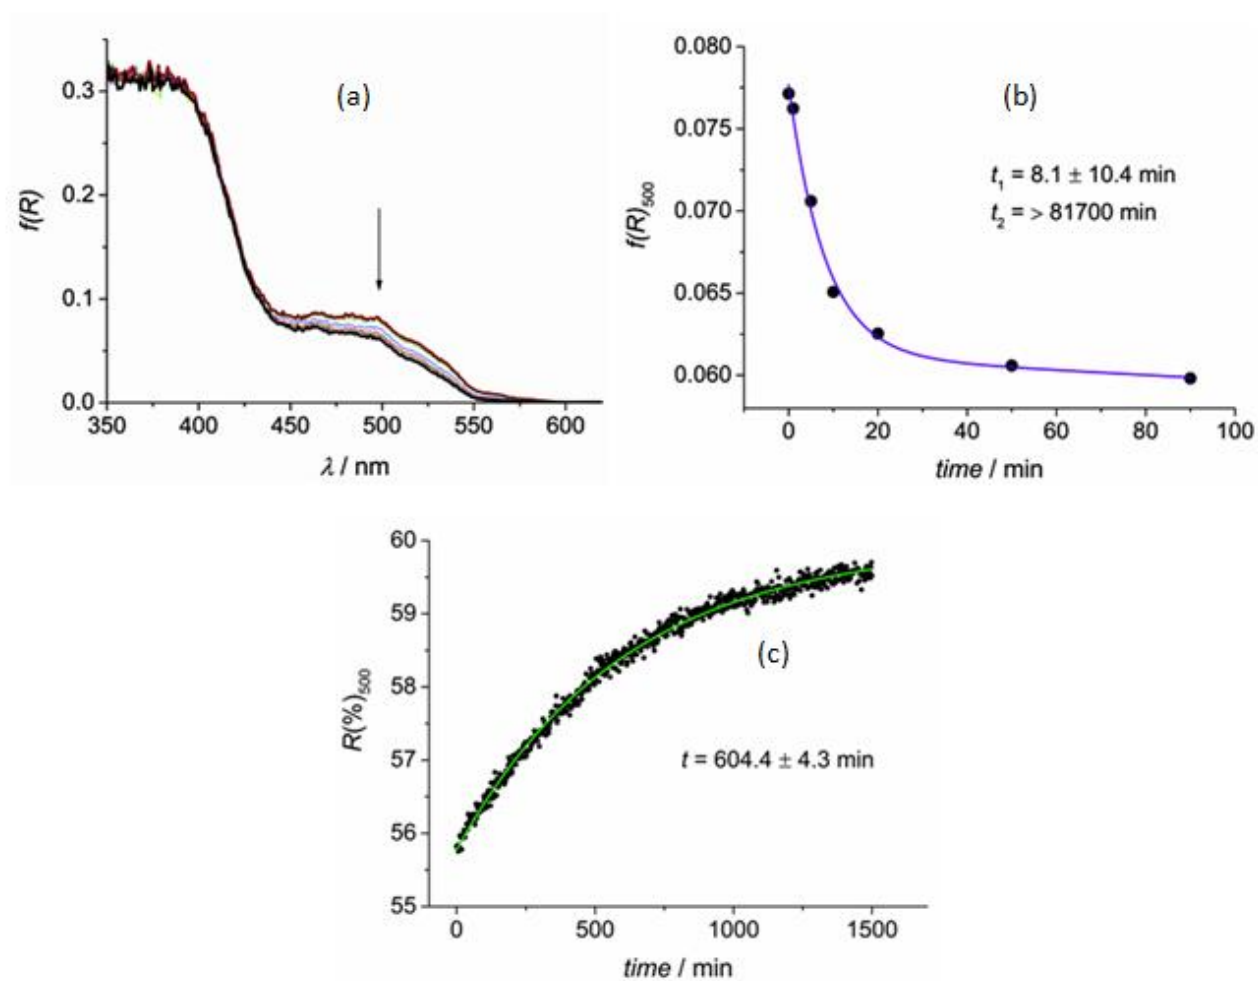 (a)
f(R)
0.3
0.2
0.1
0.0
350 400 450 500 550 600
λ / nm
(b)
f(R)500
0.080
0.075
0.070
0.065
0.060
t1 = 8.1 ± 10.4 min
t2 = > 81700 min
0 20 40 60 80 100
time / min
(c)
R(%)500
60
59
58
57
56
55
t = 604.4 ± 4.3 min
0 500 1000 1500
time / min